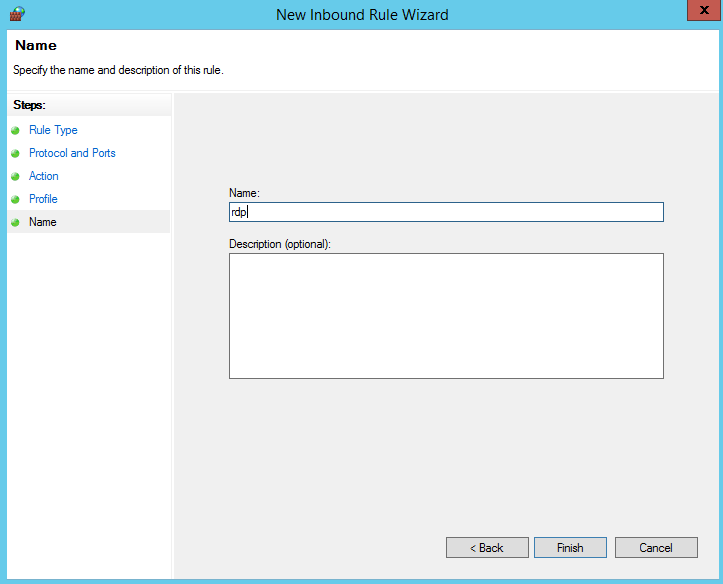 New Inbound Rule Wizard
x
Name
Specify the name and description of this rule.
Steps:
Rule Type
Protocol and Ports
Action
Profile
Name
Name:
rdp
Description (optional):
< Back
Finish
Cancel